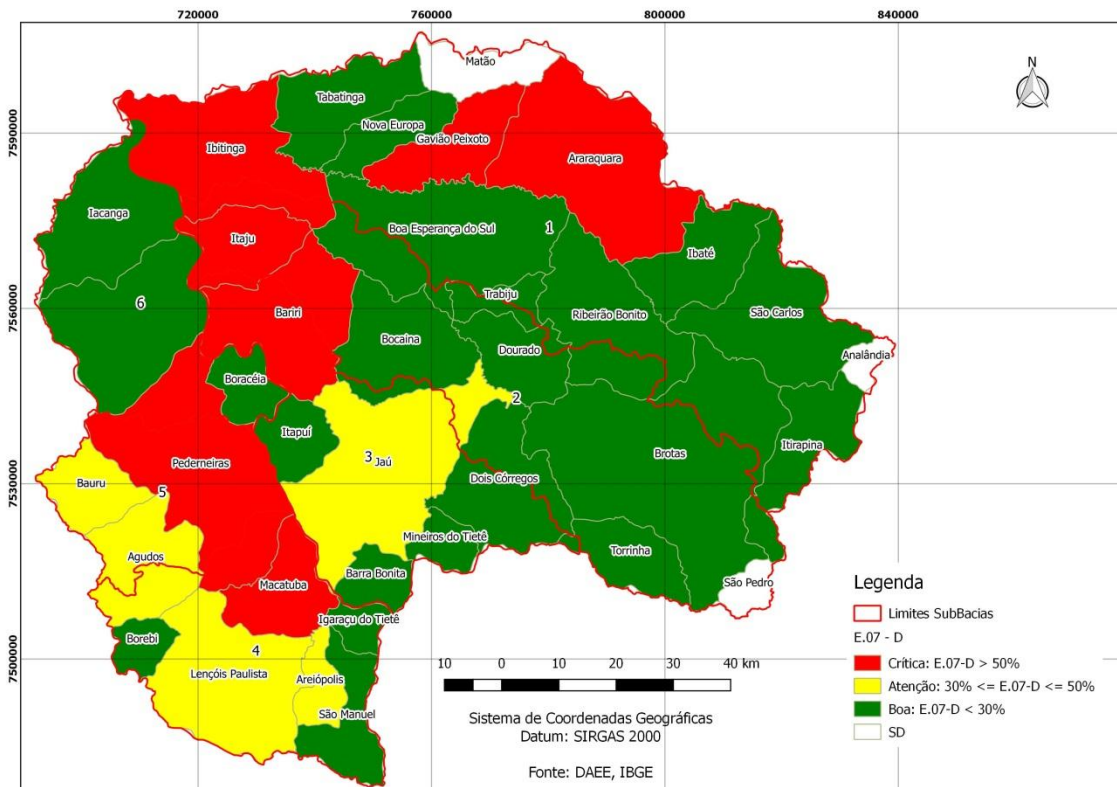 720000 760000 800000 840000
7590000
7560000
7530000
7500000
N
Matão
Tabatinga
Nova Europa
Gavião Peixoto
Ibitinga
Araraquara
Iacanga
Boa Esperança do Sul
1
Itaju
Ibaté
6
Trabiju
Bariri
Ribeirão Bonito
São Carlos
Bocaina
Dourado
Analândia
Boracéia
2
Itapuí
Itirapina
3
Jaú
Brotas
Pederneiras
Dois Córregos
Bauru
5
Mineiros do Tietê
Agudos
Torrinha
Barra Bonita
Macatuba
São Pedro
Igaraçu do Tietê
Borebi
4
Lençóis Paulista
Areiópolis
São Manuel
Legenda
Limites SubBacias
E.07 - D
Crítica: E.07-D > 50%
Atenção: 30% <= E.07-D <= 50%
Boa: E.07-D < 30%
SD
10 0 10 20 30 40 km
Sistema de Coordenadas Geográficas
Datum: SIRGAS 2000
Fonte: DAEE, IBGE